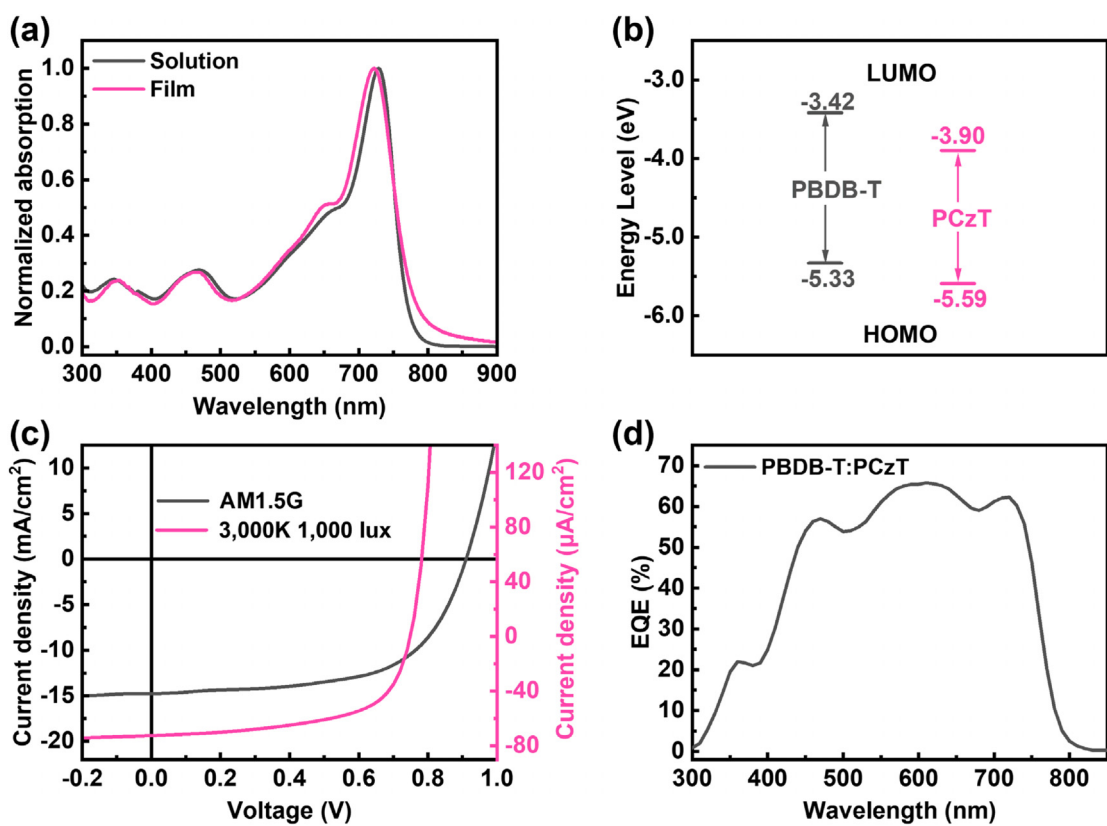 (a)
Solution
Film
1.0
0.8
0.6
0.4
0.2
0.0
Normalized absorption
300 400 500 600 700 800 900
Wavelength (nm)
(b)
LUMO
-3.0
-4.0
-5.0
-6.0
Energy Level (eV)
-3.42
-3.90
PBDB-T
PCzT
-5.33
-5.59
HOMO
(c)
10
5
0
-5
-10
-15
-20
Current density (mA/cm²)
AM1.5G
3,000K 1,000 lux
120
80
40
0
-40
-80
Current density (µA/cm²)
-0.2 0.0 0.2 0.4 0.6 0.8 1.0
Voltage (V)
(d)
PBDB-T:PCzT
70
60
50
40
30
20
10
0
EQE (%)
300 400 500 600 700 800
Wavelength (nm)